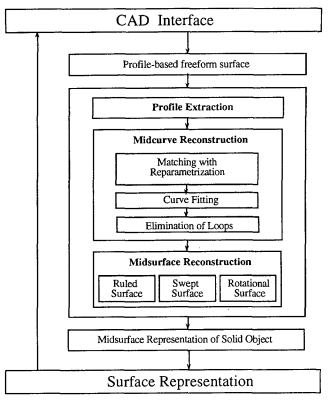 CAD Interface
Profile-based freeform surface
Profile Extraction
Midcurve Reconstruction
Matching with
Reparametrization
Curve Fitting
Elimination of Loops
Midsurface Reconstruction
Ruled
Surface
Swept
Surface
Rotational
Surface
Midsurface Representation of Solid Object
Surface Representation